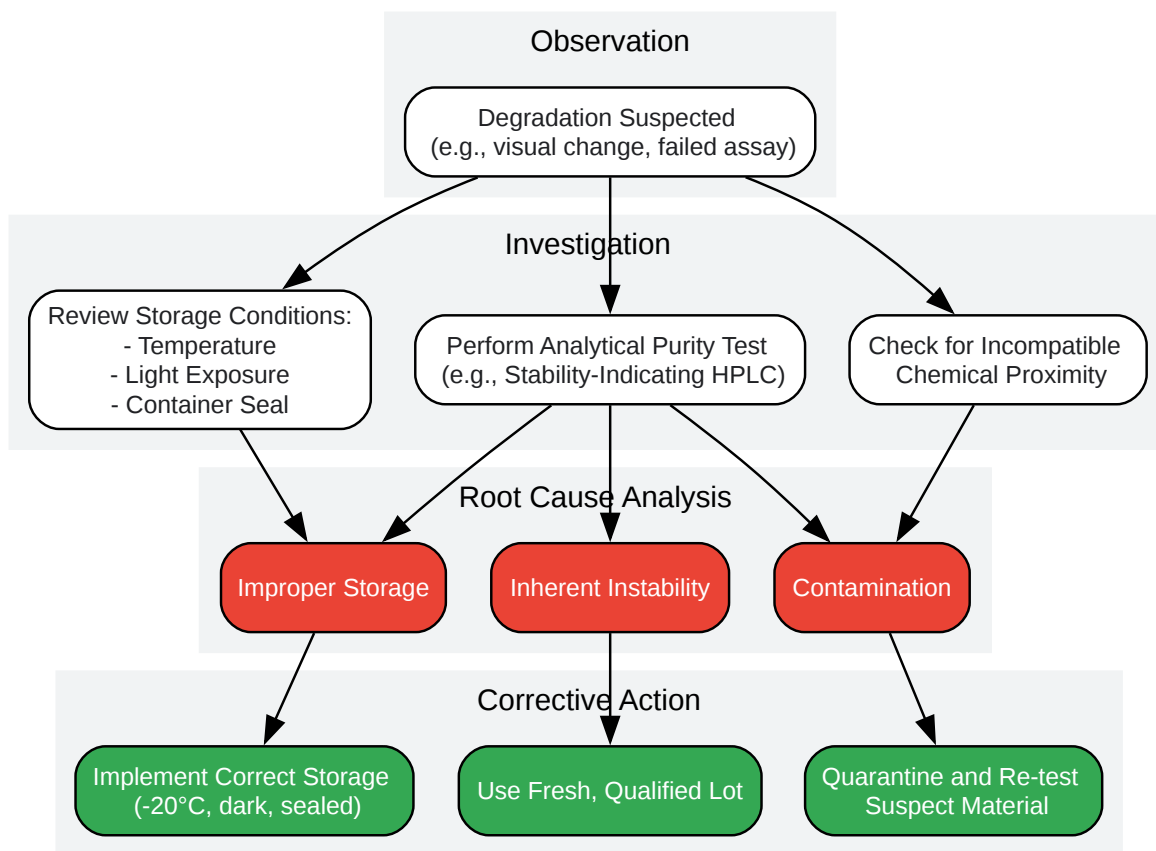 Observation
Degradation Suspected
(e.g., visual change, failed assay)
Investigation
Review Storage Conditions:
- Temperature
- Light Exposure
- Container Seal
Perform Analytical Purity Test
(e.g., Stability-Indicating HPLC)
Check for Incompatible
Chemical Proximity
Root Cause Analysis
Improper Storage
Inherent Instability
Contamination
Corrective Action
Implement Correct Storage
(-20°C, dark, sealed)
Use Fresh, Qualified Lot
Quarantine and Re-test
Suspect Material